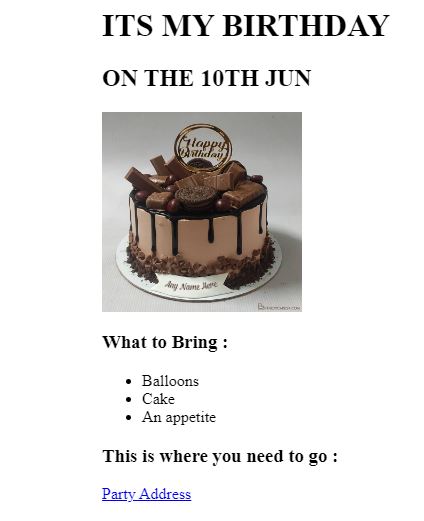 ITS MY BIRTHDAY
ON THE 10TH JUN
Happy
Birthday
Any Name Here
What to Bring :
Balloons
Cake
An appetite
This is where you need to go :
Party Address